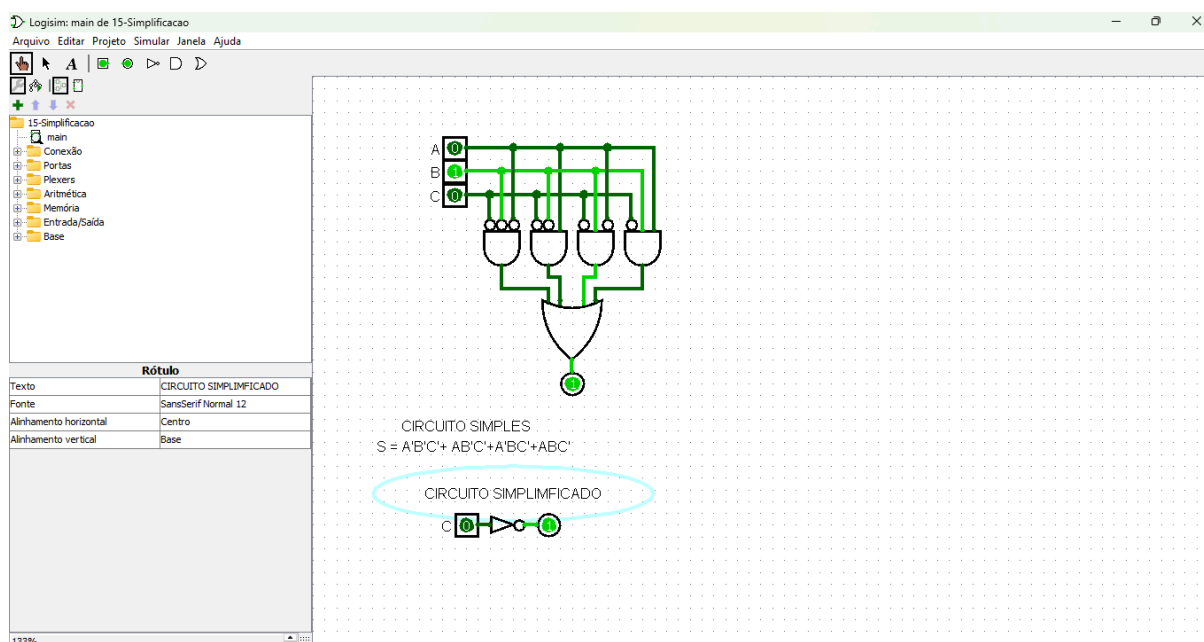 Logisim: main de 15-Simplificacao
Arquivo Editar Projeto Simular Janela Ajuda
A
15-Simplificacao
main
Conexão
Portas
Plexers
Aritmética
Memória
Entrada/Saída
Base
Rótulo
Texto CIRCUITO SIMPLIMFICADO
Fonte SansSerif Normal 12
Alinhamento horizontal Centro
Alinhamento vertical Base
133%
A 0
B 1
C 0
1
CIRCUITO SIMPLES
S = A'B'C'+ AB'C'+A'BC'+ABC'
CIRCUITO SIMPLIMFICADO
C 0 1